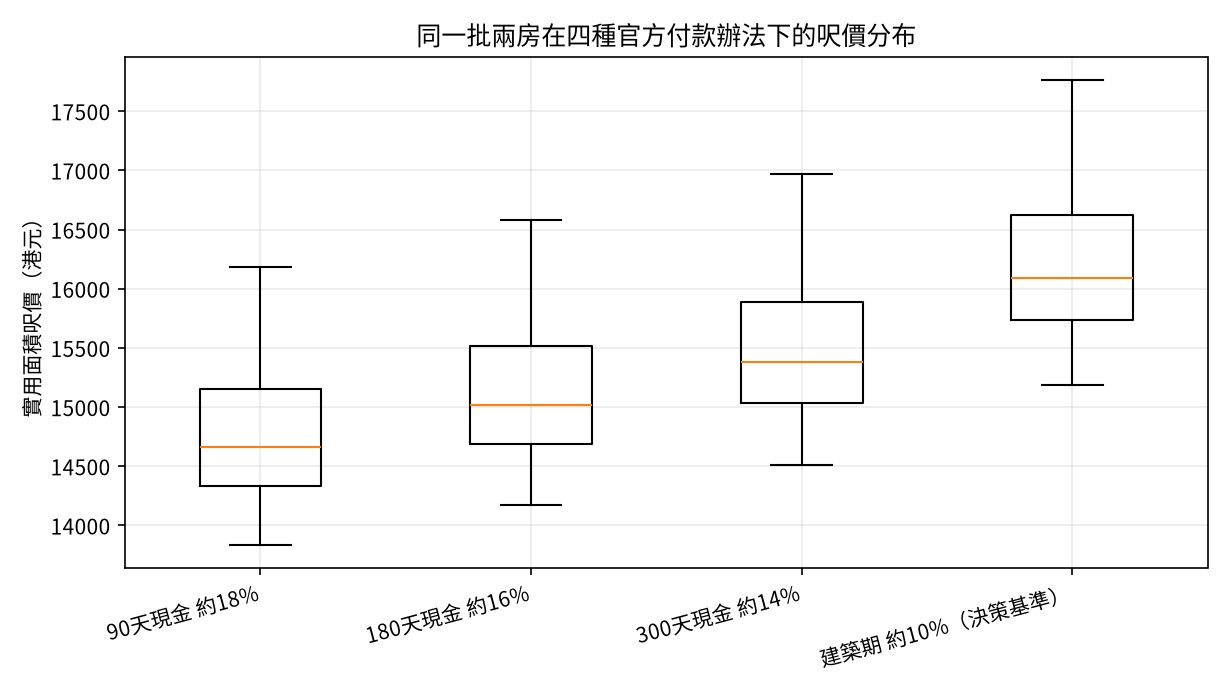 同一批兩房在四種官方付款辦法下的呎價分布
實用面積呎價（港元）
17500
17000
16500
16000
15500
15000
14500
14000
90天現金 約18%
180天現金 約16%
300天現金 約14%
建築期 約10%（決策基準）